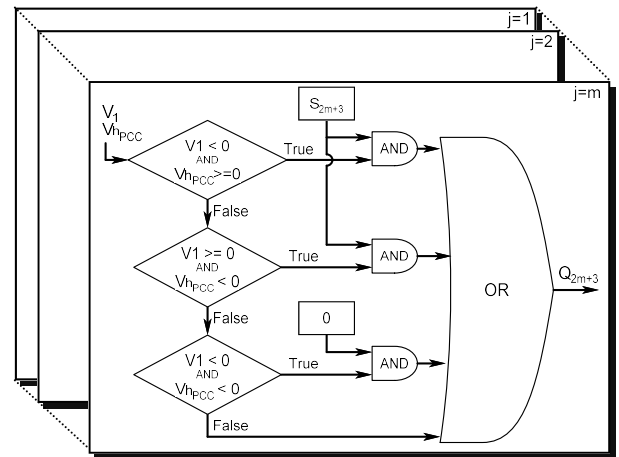 j=1
j=2
j=m
V1
VhPCC
S2m+3
V1 < 0
AND
VhPCC>=0
True
AND
False
V1 >= 0
AND
VhPCC < 0
True
AND
OR
Q2m+3
False
0
V1 < 0
AND
VhPCC < 0
True
AND
False